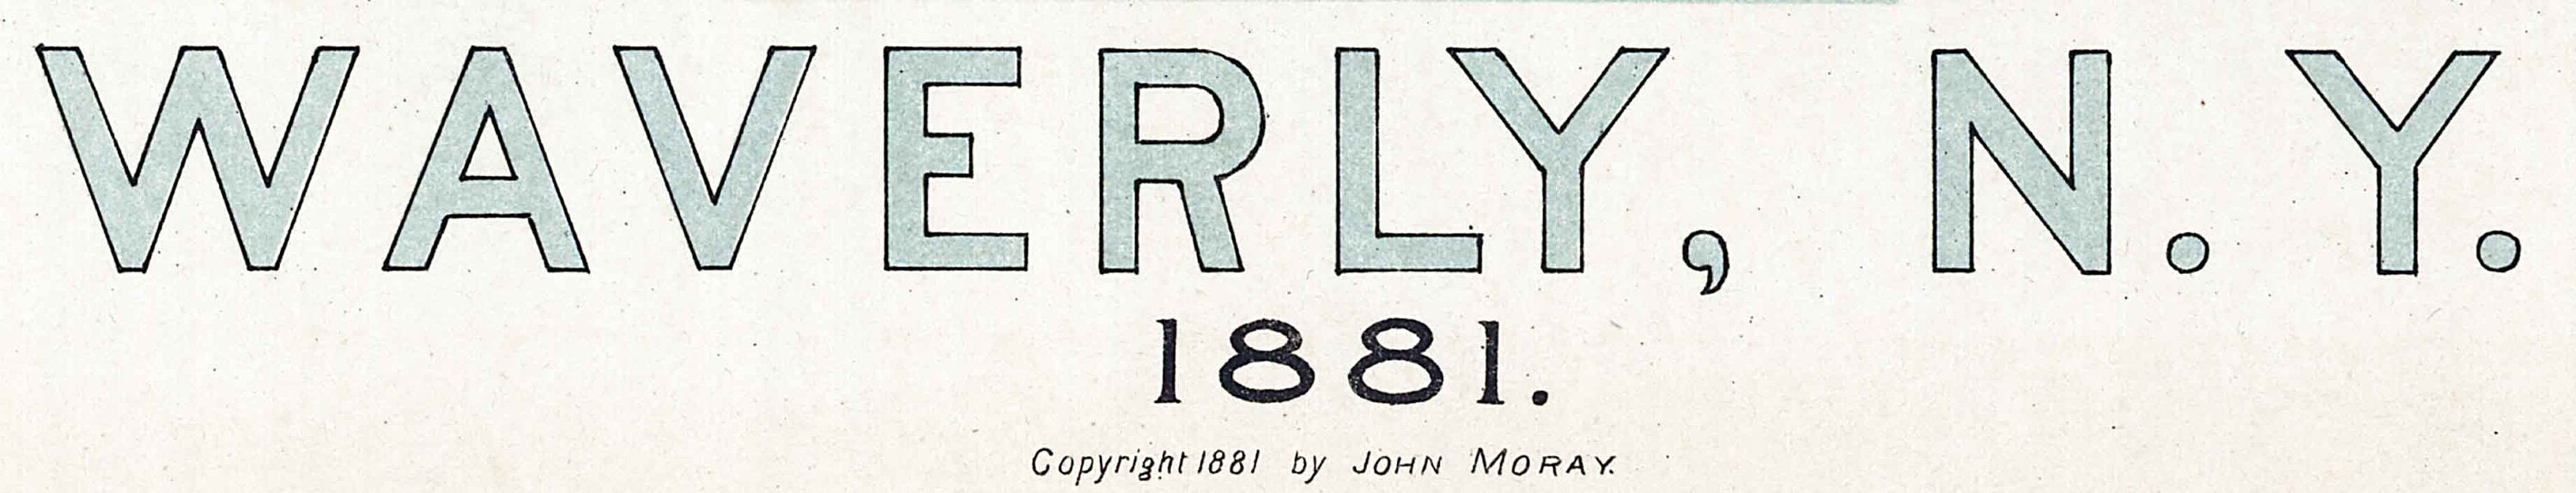 WAVERLY, N.Y.
1881.
Copyright 1881 by JOHN MORAY.